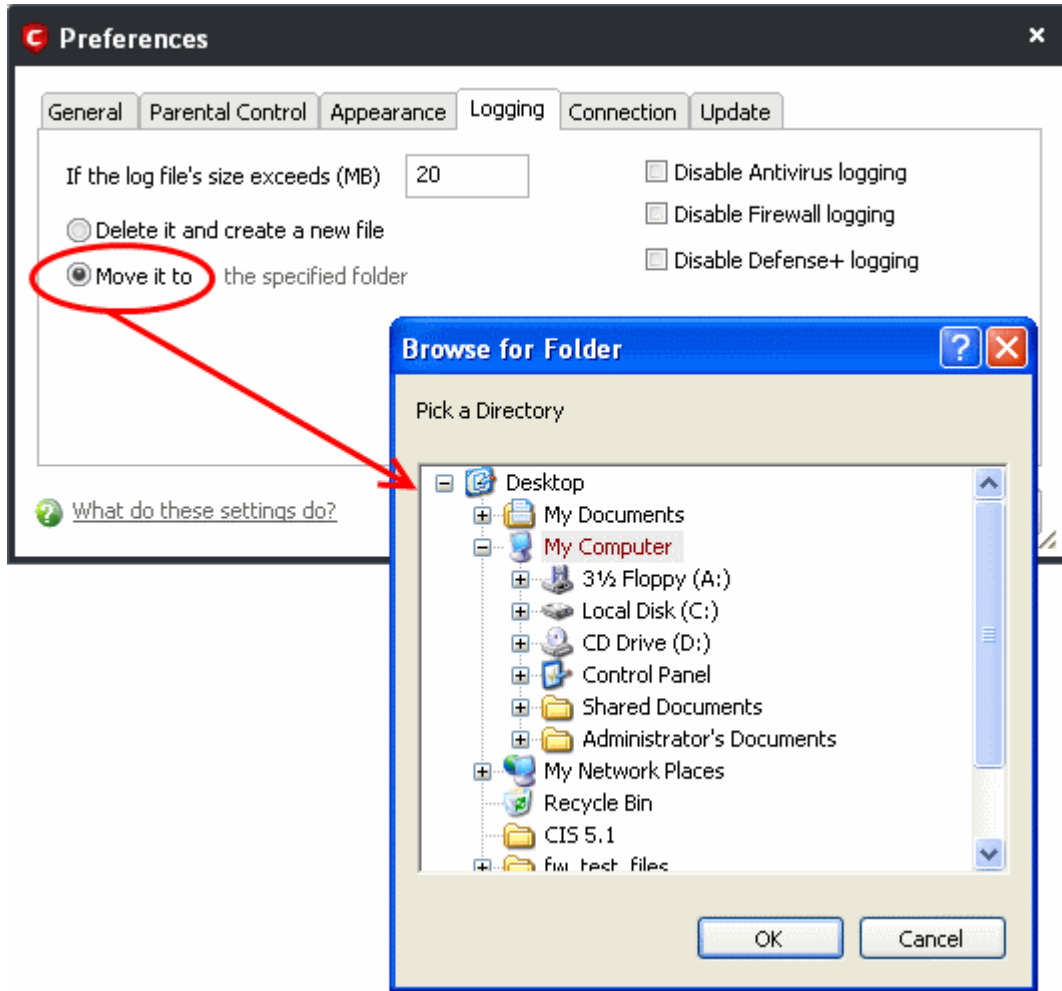 Preferences
General Parental Control Appearance Logging Connection Update
If the log file's size exceeds (MB) 20
Delete it and create a new file
Move it to the specified folder
Disable Antivirus logging
Disable Firewall logging
Disable Defense+ logging
What do these settings do?
Browse for Folder
Pick a Directory
Desktop
My Documents
My Computer
3½ Floppy (A:)
Local Disk (C:)
CD Drive (D:)
Control Panel
Shared Documents
Administrator's Documents
My Network Places
Recycle Bin
CIS 5.1
fw_test_files
OK Cancel